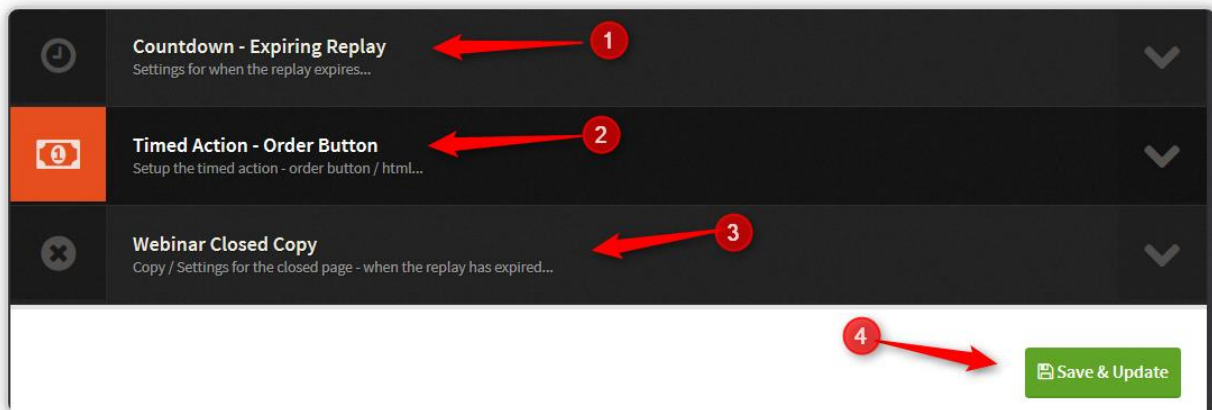 Countdown - Expiring Replay
1
Settings for when the replay expires...
Timed Action - Order Button
2
1
Setup the timed action - order button / html...
Webinar Closed Copy
3
Copy / Settings for the closed page - when the replay has expired...
4
Save & Update